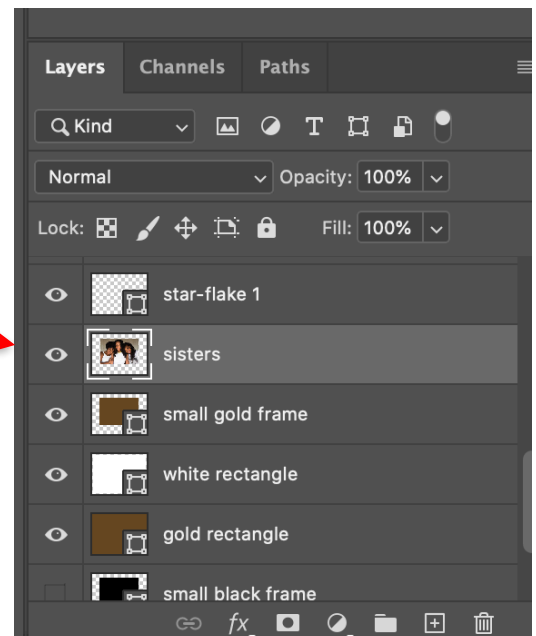 Layers Channels Paths
Kind T
Normal Opacity: 100%
Lock: Fill: 100%
star-flake 1
sisters
small gold frame
white rectangle
gold rectangle
small black frame
fx